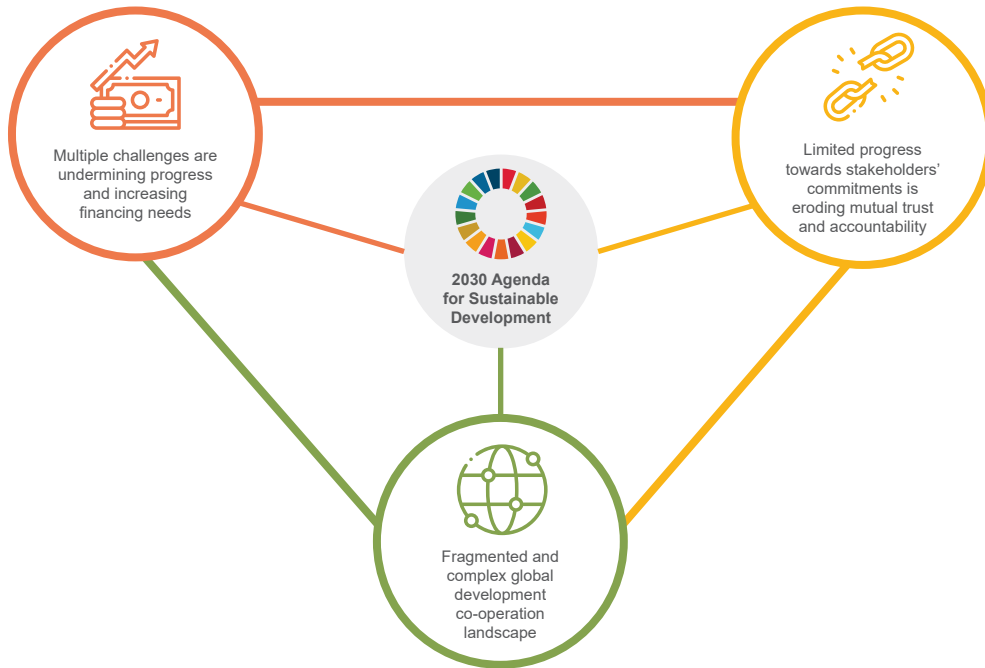 Multiple challenges are
undermining progress
and increasing
financing needs
Limited progress
towards stakeholders’
commitments is
eroding mutual trust
and accountability
2030 Agenda
for Sustainable
Development
Fragmented and
complex global
development
co-operation
landscape